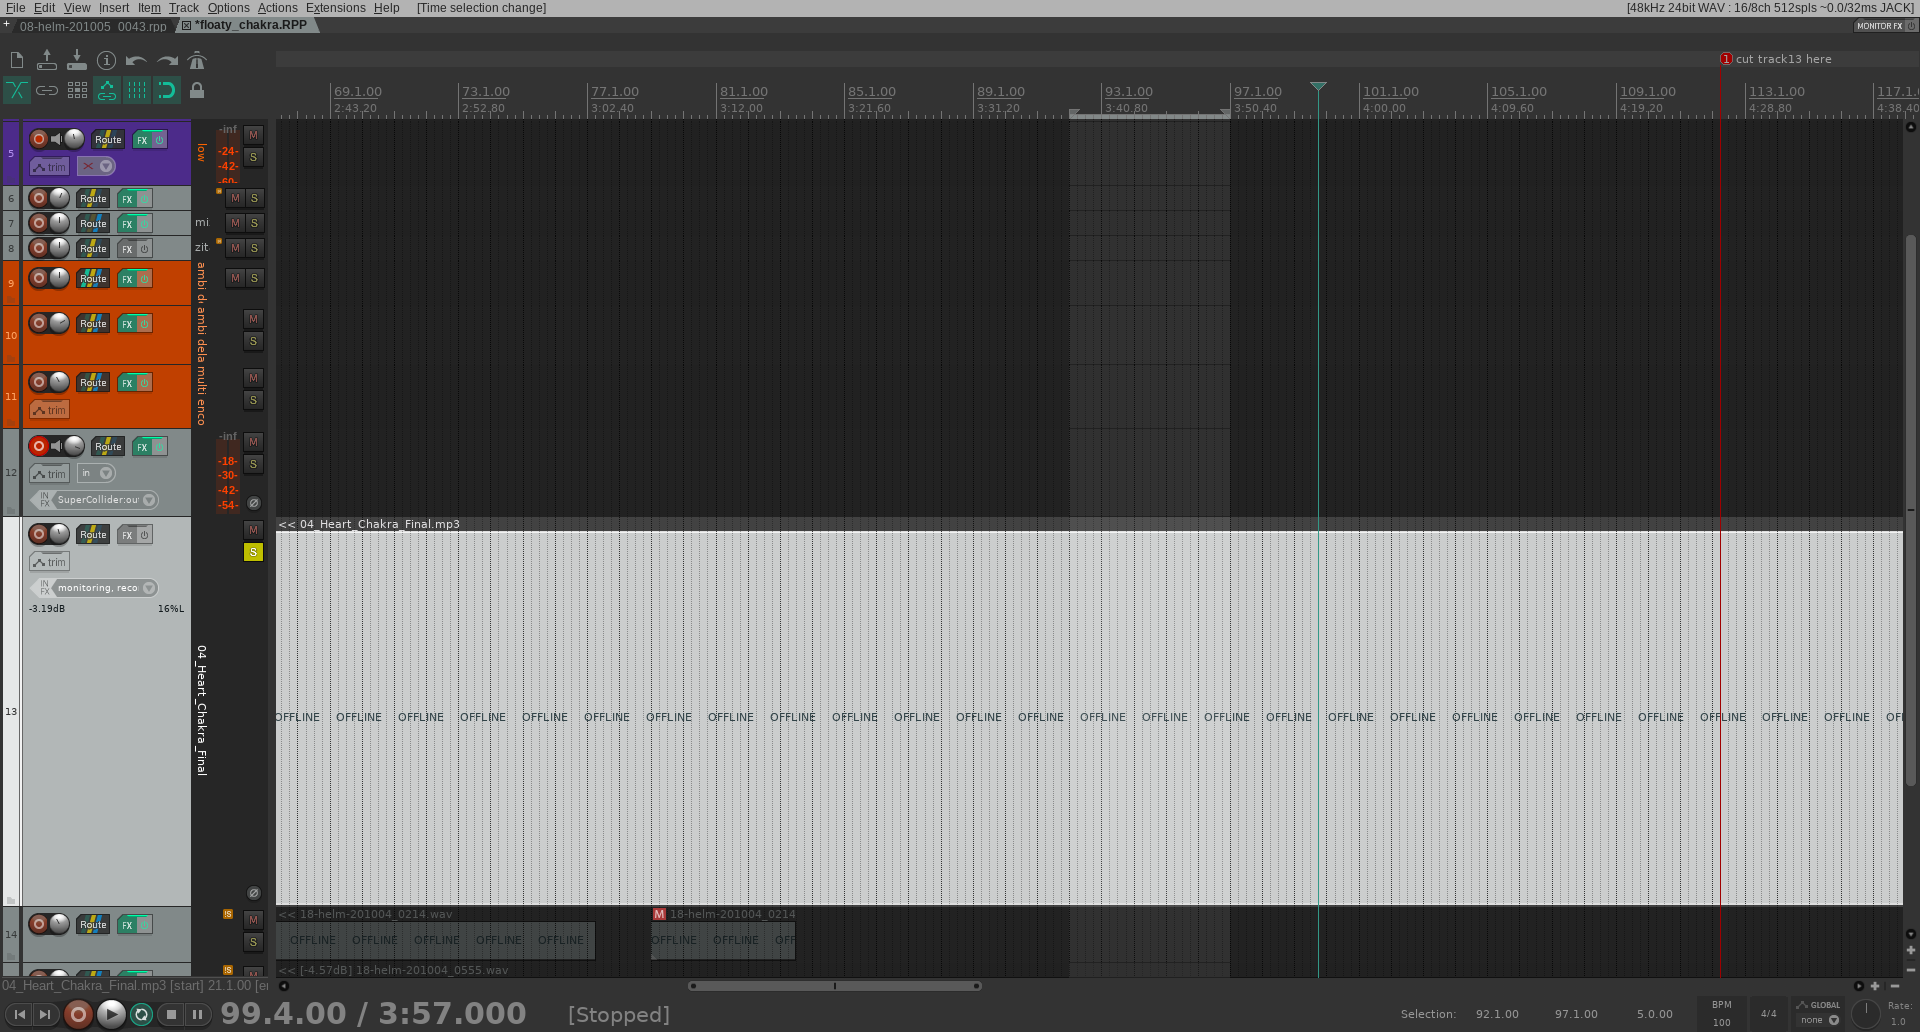 File Edit View Insert Item Track Options Actions Extensions Help [Time selection change] [48kHz 24bit WAV : 16/8ch 512spls ~0.0/32ms JACK]
+ 08-helm-201005_0043.rpp *floaty_chakra.RPP MONITOR FX
1 cut track13 here
69.1.00 73.1.00 77.1.00 81.1.00 85.1.00 89.1.00 93.1.00 97.1.00 101.1.00 105.1.00 109.1.00 113.1.00 117.1.
2:43.20 2:52.80 3:02.40 3:12.00 3:21.60 3:31.20 3:40.80 3:50.40 4:00.00 4:09.60 4:19.20 4:28.80 4:38.40
5 Route FX low -inf M
-24- S
trim -42-
-60-
6 Route FX M S
7 Route FX mi M S
8 Route FX zit M S
9 Route FX ambi d M S
10 Route FX ambi dela M
S
11 Route FX multi enco M
trim S
12 Route FX -inf M
-18- S
trim in -30-
-42-
IN FX SuperCollider:ou -54-
13 Route FX 04_Heart_Chakra_Final M
S
trim
IN FX monitoring, reco
-3.19dB 16%L
<< 04_Heart_Chakra_Final.mp3
OFFLINE OFFLINE OFFLINE OFFLINE OFFLINE OFFLINE OFFLINE OFFLINE OFFLINE OFFLINE OFFLINE OFFLINE OFFLINE OFFLINE OFFLINE OFFLINE OFFLINE OFFLINE OFFLINE OFFLINE OFFLINE OFFLINE OFFLINE OFFLINE OFFLINE OFFLINE OF
14 Route FX M
S
<< 18-helm-201004_0214.wav M 18-helm-201004_0214
OFFLINE OFFLINE OFFLINE OFFLINE OFFLINE OFFLINE OFFLINE OFF
<< [-4.57dB] 18-helm-201004_0555.wav
04_Heart_Chakra_Final.mp3 [start] 21.1.00 [e
99.4.00 / 3:57.000 [Stopped] Selection: 92.1.00 97.1.00 5.0.00
BPM 100 4/4 GLOBAL none Rate: 1.0